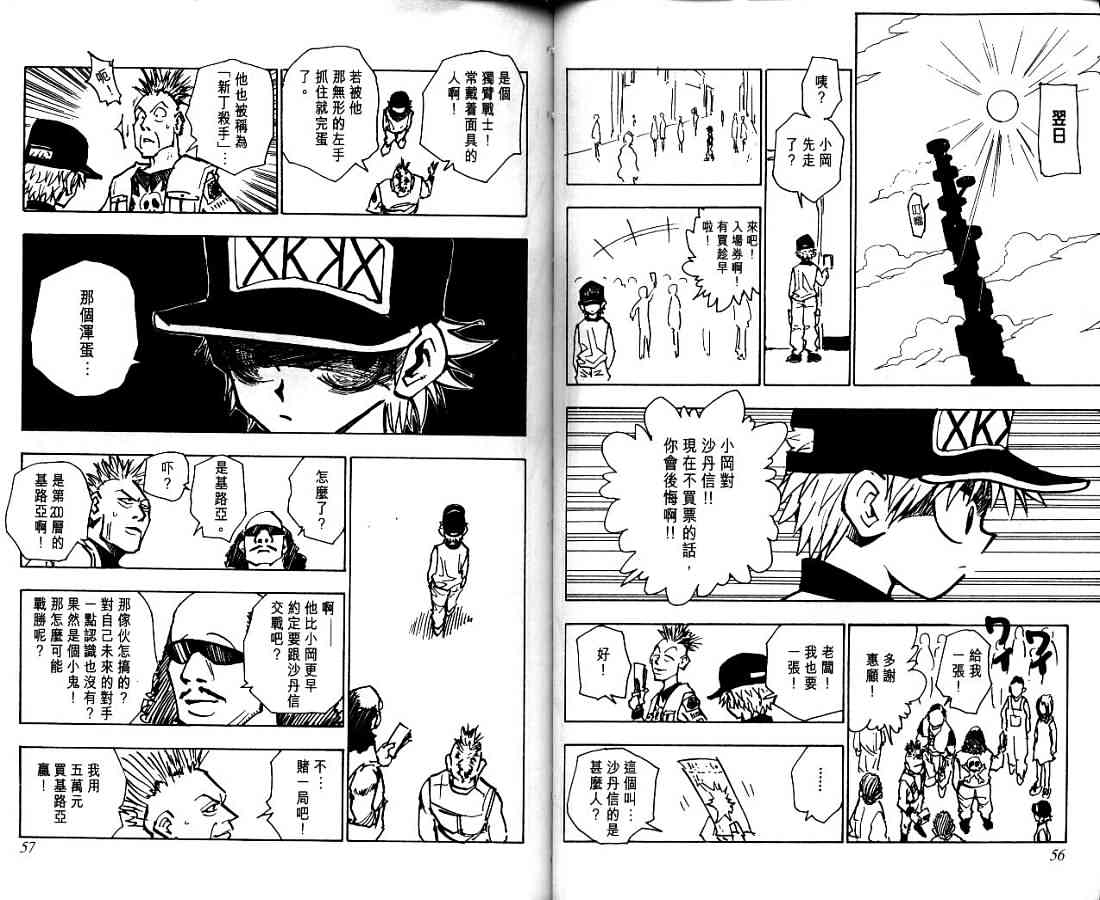 翌日
叮噹
咦？
小岡
先走
了？
來吧！
入場券啊！
有買趁早
啦！
小岡對
沙丹信!!
現在不買票的話，
你會後悔啊!!
ワイ
ワイ
給我
一張！
多謝
惠顧！
老闆！
我也要
一張！
好！
……
這個叫…
沙丹信的是
甚麼人？
56
是個
獨臂戰士！
常戴着面具的
人啊！
若被他
那無形的左手
抓住就完蛋
了。
他也被稱為
「新丁殺手」…
呃！
XKKX
那個渾蛋…
怎麼了？
是基路亞。
吓？
是第200層的
基路亞啊！
啊——
他比小岡更早
約定要跟沙丹信
交戰吧？
那傢伙怎搞的？
對自己未來的對手
一點認識也沒有？
果然是個小鬼！
那怎麼可能
戰勝呢？
不…
賭一局吧！
我用
五萬元
買基路亞
贏！
57